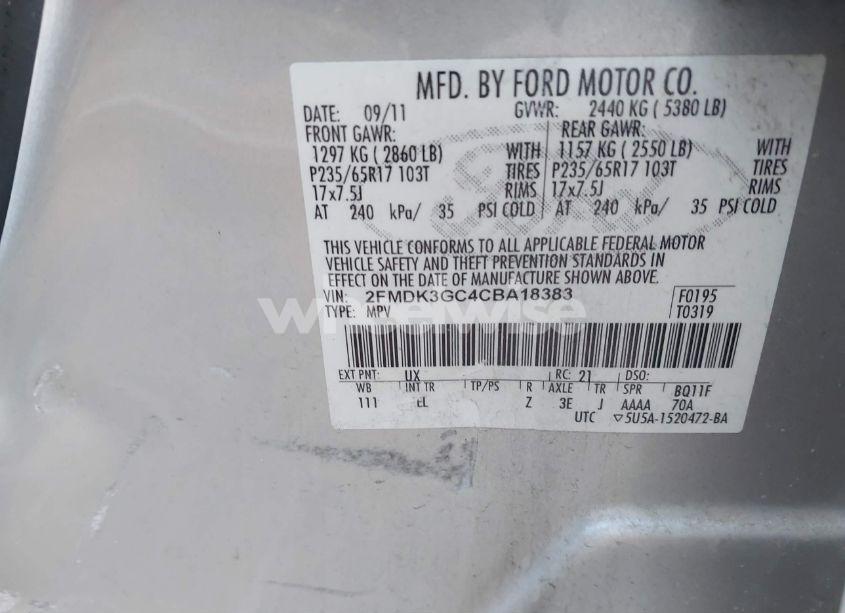 MFD. BY FORD MOTOR CO.
DATE: 09/11 GVWR: 2440 KG ( 5380 LB)
FRONT GAWR: REAR GAWR:
1297 KG ( 2860 LB) WITH 1157 KG ( 2550 LB) WITH
P235/65R17 103T TIRES P235/65R17 103T TIRES
17x7.5J RIMS 17x7.5J RIMS
AT 240 kPa/ 35 PSI COLD AT 240 kPa/ 35 PSI COLD
THIS VEHICLE CONFORMS TO ALL APPLICABLE FEDERAL MOTOR
VEHICLE SAFETY AND THEFT PREVENTION STANDARDS IN
EFFECT ON THE DATE OF MANUFACTURE SHOWN ABOVE.
VIN: 2FMDK3GC4CBA18383 F0195
TYPE: MPV T0319
wheelwise
EXT PNT: UX RC: 21 DSO:
WB INT TR TP/PS R AXLE TR SPR BQ11F
111 EL Z 3E J AAAA 70A
UTC ▽5U5A-1520472-BA